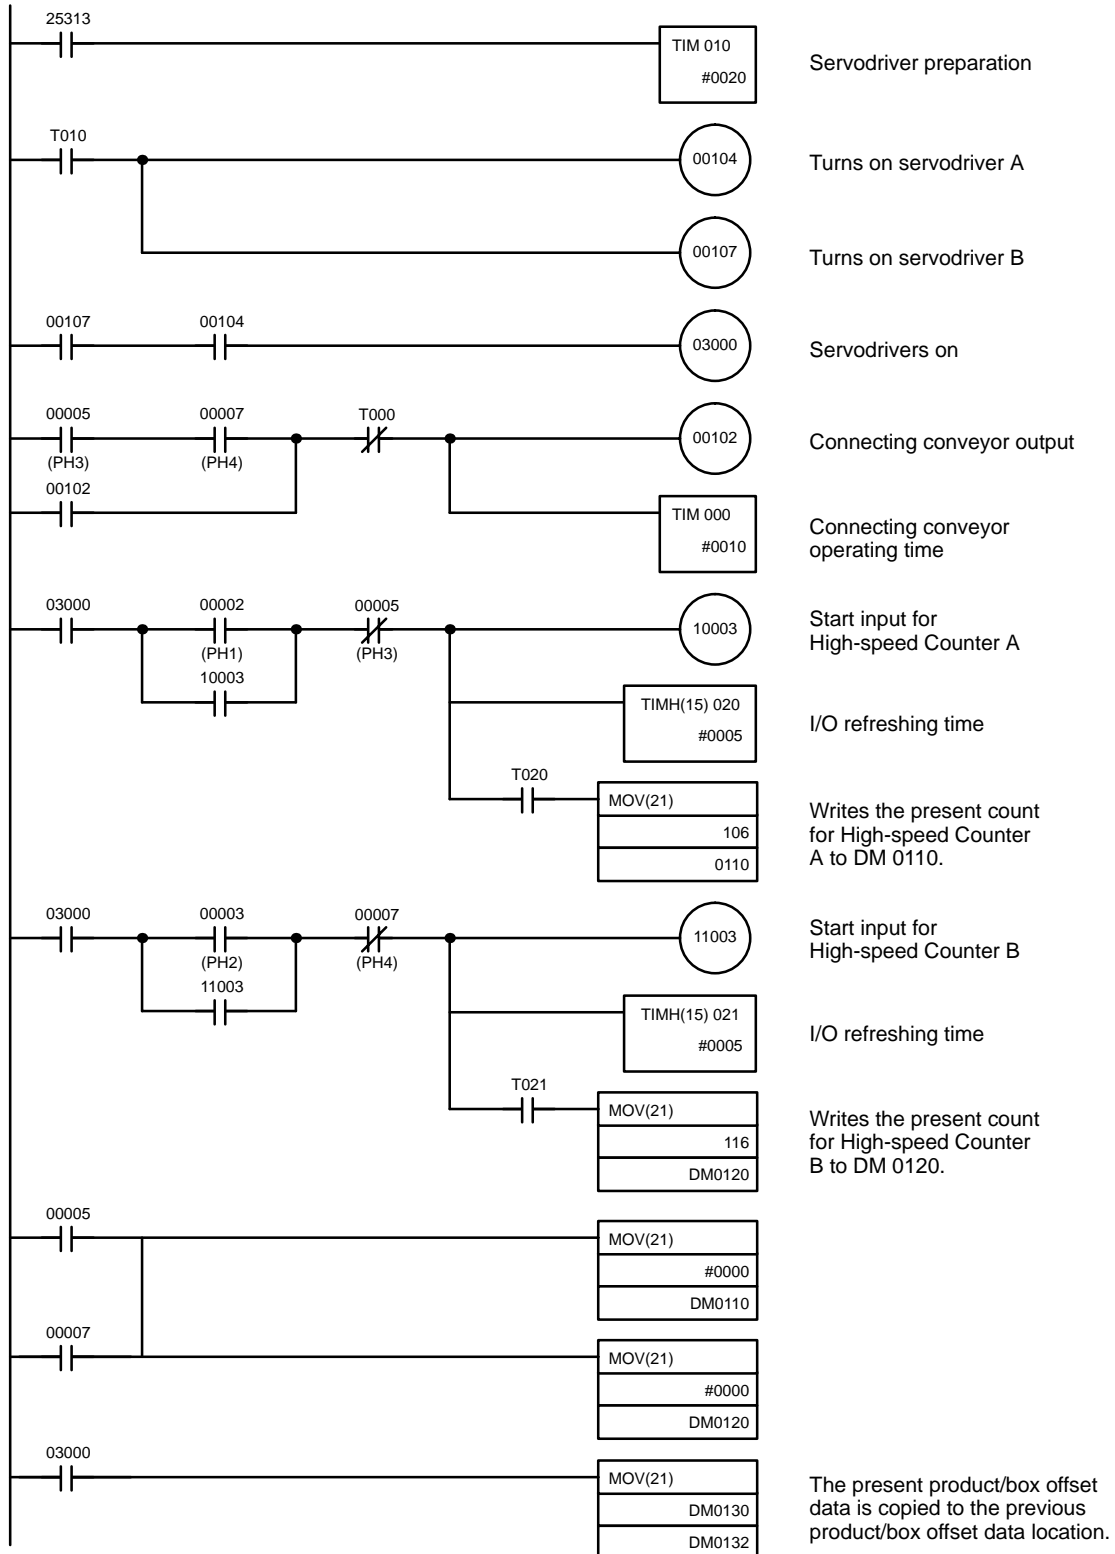 25313
TIM 010
#0020
Servodriver preparation
T010
00104
Turns on servodriver A
00107
Turns on servodriver B
00107 00104
03000
Servodrivers on
00005 00007 T000
(PH3) (PH4)
00102
Connecting conveyor output
00102
TIM 000
#0010
Connecting conveyor
operating time
03000 00002 00005
(PH1) (PH3)
10003
Start input for
High-speed Counter A
10003
TIMH(15) 020
#0005
I/O refreshing time
T020
MOV(21)
106
0110
Writes the present count
for High-speed Counter
A to DM 0110.
03000 00003 00007
(PH2) (PH4)
11003
Start input for
High-speed Counter B
11003
TIMH(15) 021
#0005
I/O refreshing time
T021
MOV(21)
116
DM0120
Writes the present count
for High-speed Counter
B to DM 0120.
00005
MOV(21)
#0000
DM0110
00007
MOV(21)
#0000
DM0120
03000
MOV(21)
DM0130
DM0132
The present product/box offset
data is copied to the previous
product/box offset data location.